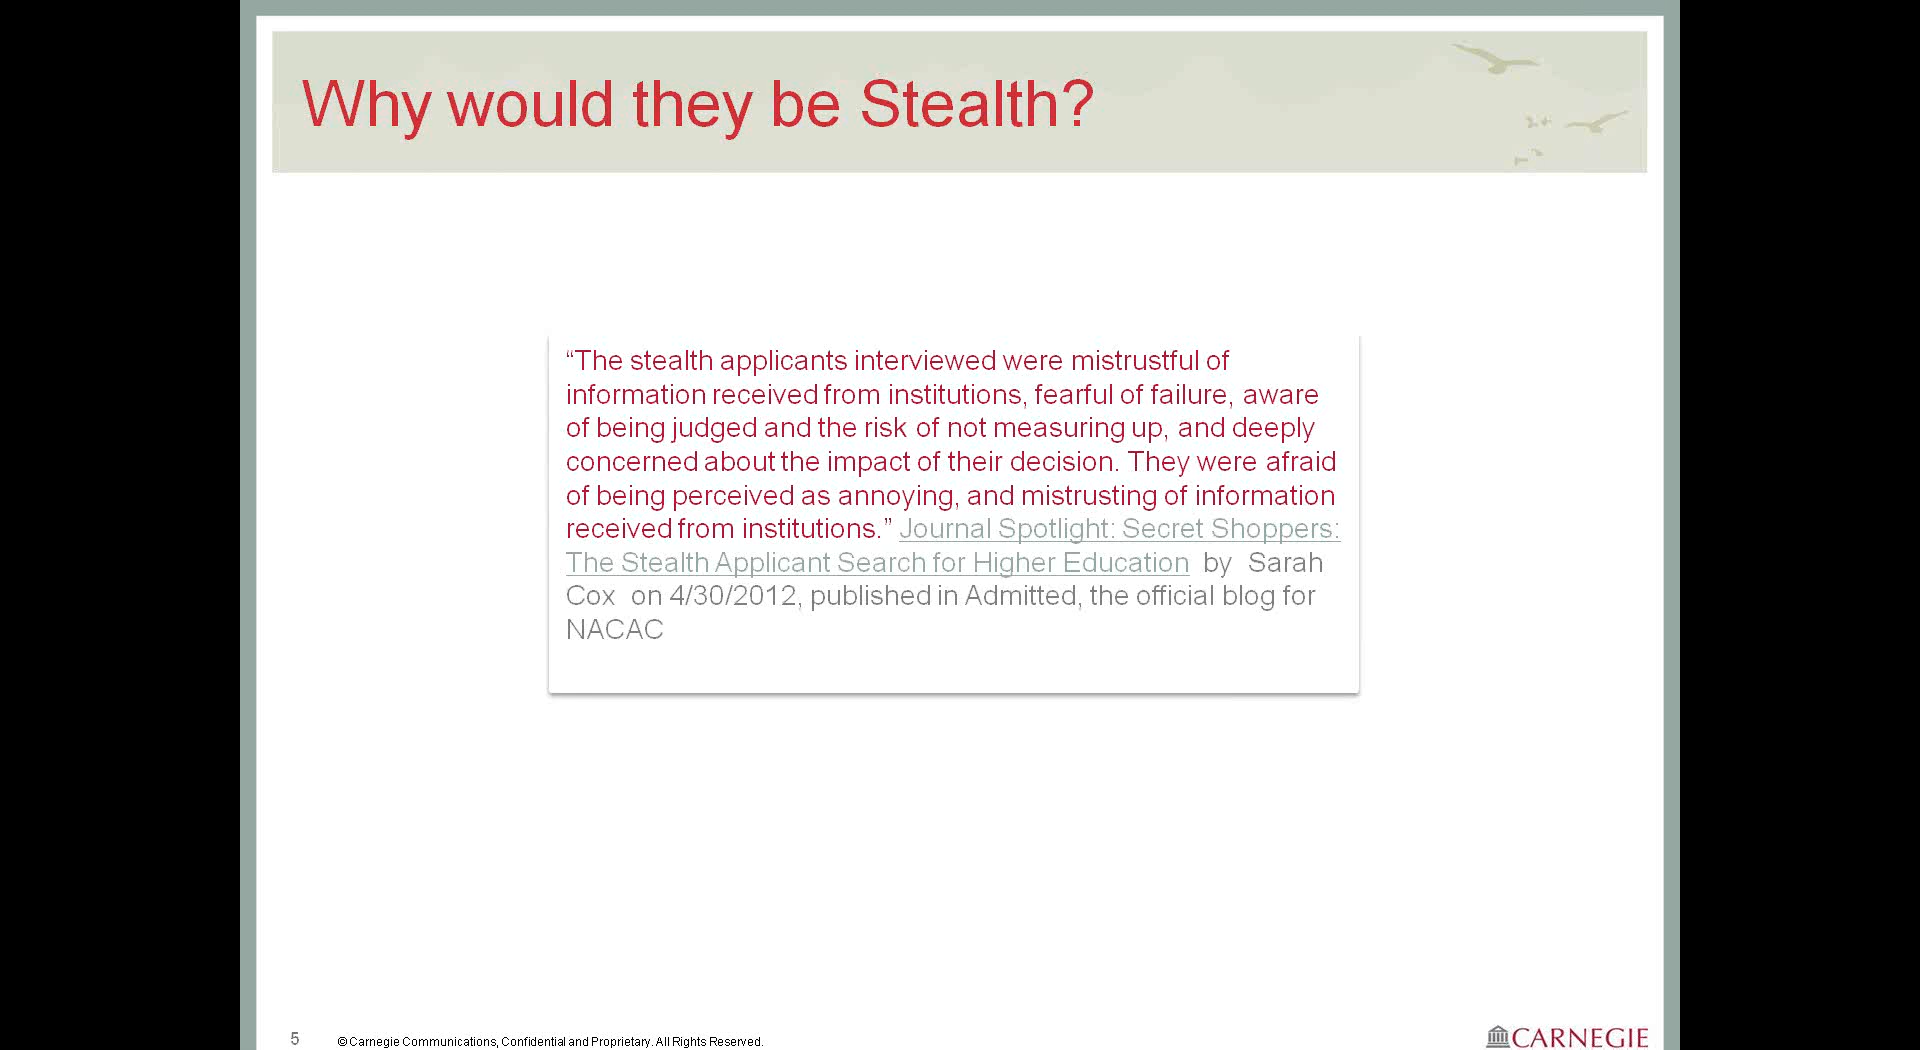 Why would they be Stealth?
“The stealth applicants interviewed were mistrustful of
information received from institutions, fearful of failure, aware
of being judged and the risk of not measuring up, and deeply
concerned about the impact of their decision. They were afraid
of being perceived as annoying, and mistrusting of information
received from institutions.” Journal Spotlight: Secret Shoppers:
The Stealth Applicant Search for Higher Education by Sarah
Cox on 4/30/2012, published in Admitted, the official blog for
NACAC
5
© Carnegie Communications, Confidential and Proprietary. All Rights Reserved.
CARNEGIE